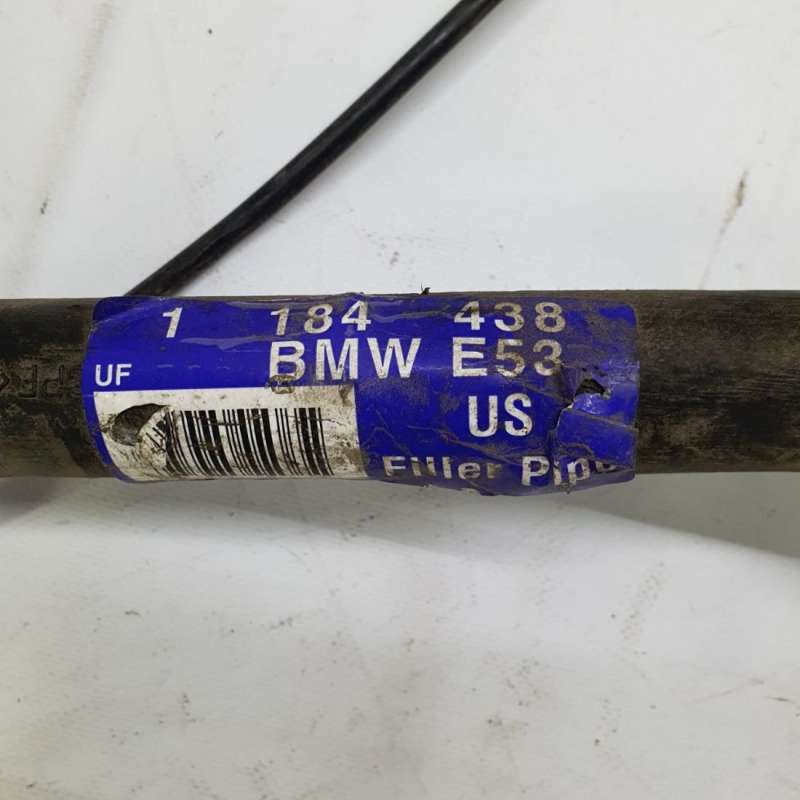 1 184 438
BMW E53
UF
US
Filler Pipe